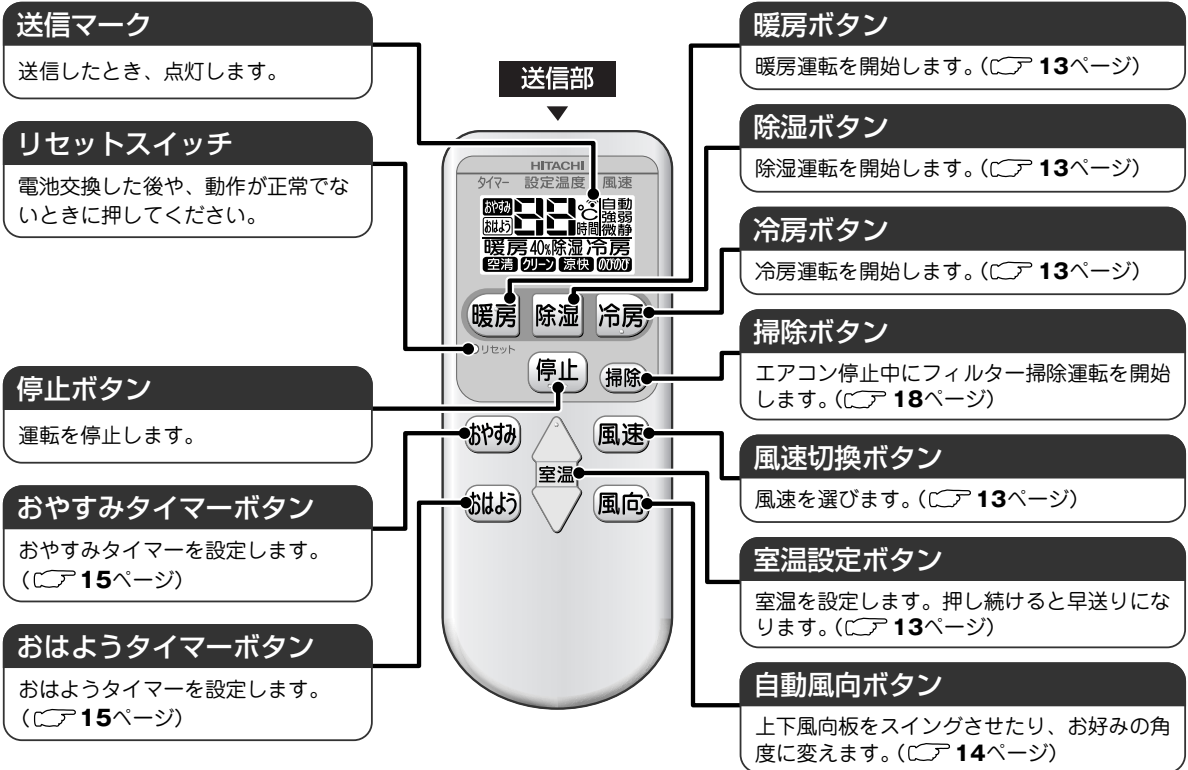 送信マーク
送信したとき、点灯します。
リセットスイッチ
電池交換した後や、動作が正常でな
いときに押してください。
停止ボタン
運転を停止します。
おやすみタイマーボタン
おやすみタイマーを設定します。
(☞15ページ)
おはようタイマーボタン
おはようタイマーを設定します。
(☞15ページ)
送信部
▼
HITACHI
タイマー 設定温度 風速
おやすみ 88 ℃ 自動
強弱
おはよう 時間 微静
暖房 40% 除湿 冷房
空清 クリーン 涼快 のびのび
暖房 除湿 冷房
リセット
停止 掃除
おやすみ 風速
室温
おはよう 風向
暖房ボタン
暖房運転を開始します。(☞13ページ)
除湿ボタン
除湿運転を開始します。(☞13ページ)
冷房ボタン
冷房運転を開始します。(☞13ページ)
掃除ボタン
エアコン停止中にフィルター掃除運転を開始
します。(☞18ページ)
風速切換ボタン
風速を選びます。(☞13ページ)
室温設定ボタン
室温を設定します。押し続けると早送りにな
ります。(☞13ページ)
自動風向ボタン
上下風向板をスイングさせたり、お好みの角
度に変えます。(☞14ページ)